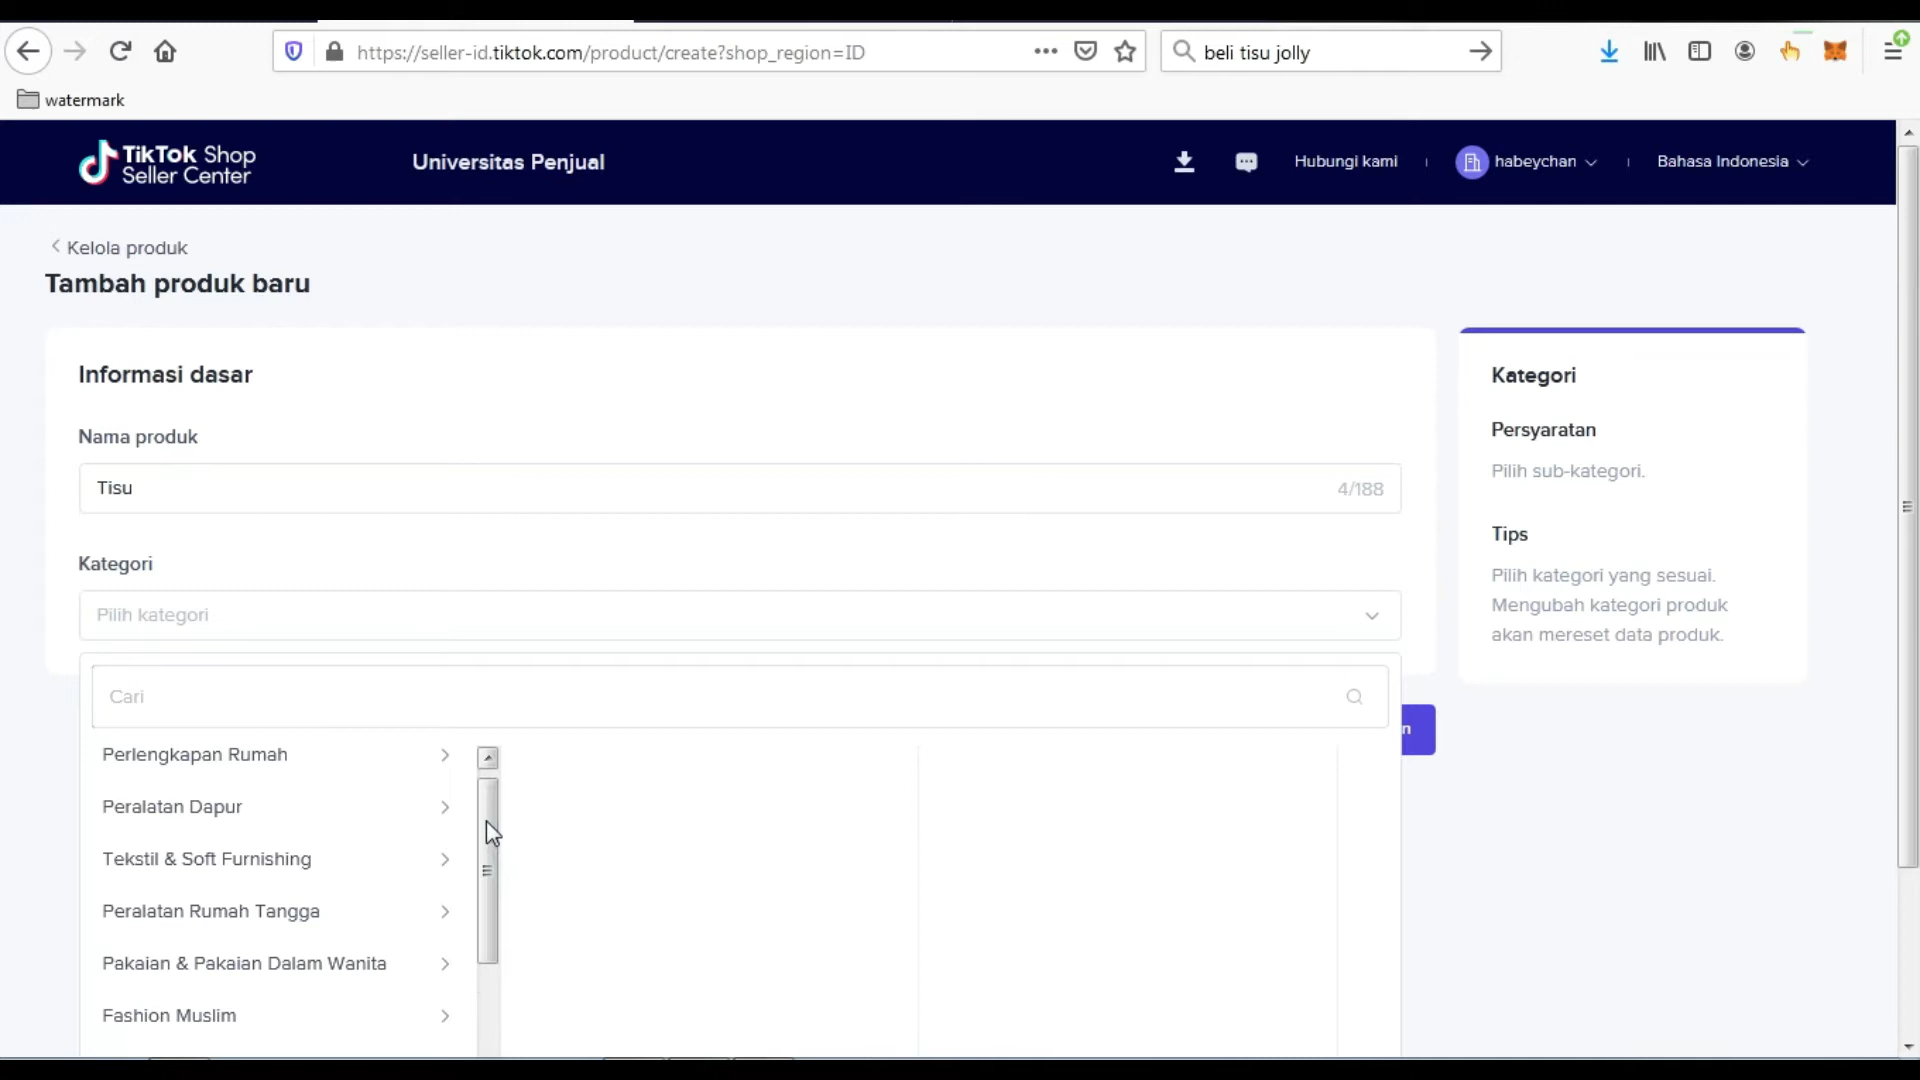 https://seller-id.tiktok.com/product/create?shop_region=ID
beli tisu jolly
watermark
TikTok Shop
Seller Center
Universitas Penjual
Hubungi kami
habeychan
Bahasa Indonesia
Kelola produk
Tambah produk baru
Informasi dasar
Nama produk
Tisu
4/188
Kategori
Pilih kategori
Cari
Perlengkapan Rumah
Peralatan Dapur
Tekstil & Soft Furnishing
Peralatan Rumah Tangga
Pakaian & Pakaian Dalam Wanita
Fashion Muslim
n
Kategori
Persyaratan
Pilih sub-kategori.
Tips
Pilih kategori yang sesuai.
Mengubah kategori produk
akan mereset data produk.